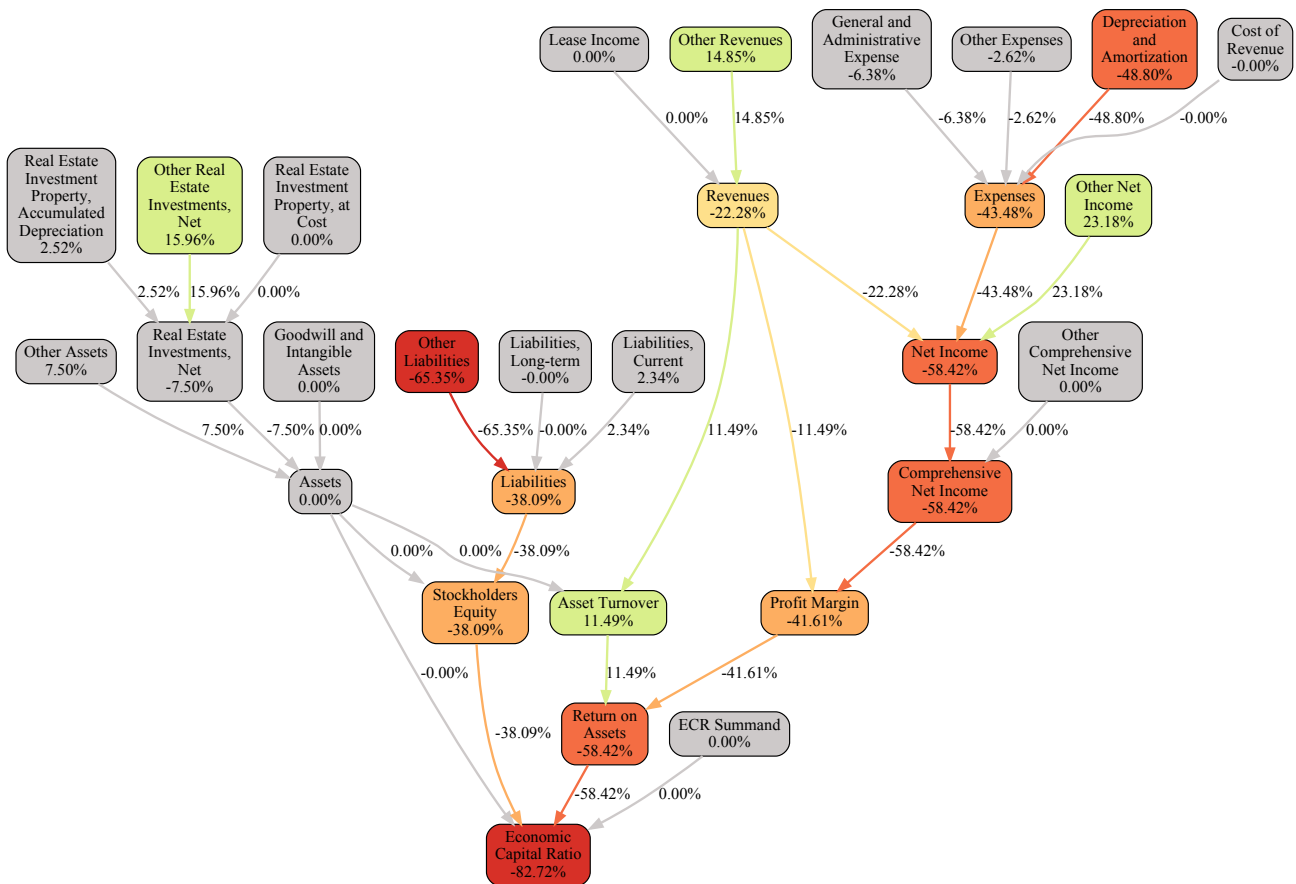 General and
Administrative
Expense
-6.38%
Depreciation
and
Amortization
-48.80%
Cost of
Revenue
-0.00%
Lease Income
0.00%
Other Revenues
14.85%
Other Expenses
-2.62%
0.00%
14.85%
-6.38%
-2.62%
-48.80%
-0.00%
Real Estate
Investment
Property,
Accumulated
Depreciation
2.52%
Other Real
Estate
Investments,
Net
15.96%
Real Estate
Investment
Property, at
Cost
0.00%
Revenues
-22.28%
Expenses
-43.48%
Other Net
Income
23.18%
2.52%
15.96%
0.00%
-22.28%
-43.48%
23.18%
Other Assets
7.50%
Real Estate
Investments,
Net
-7.50%
Goodwill and
Intangible
Assets
0.00%
Other
Liabilities
-65.35%
Liabilities,
Long-term
-0.00%
Liabilities,
Current
2.34%
Net Income
-58.42%
Other
Comprehensive
Net Income
0.00%
7.50%
-7.50%
0.00%
-65.35%
-0.00%
2.34%
11.49%
-11.49%
-58.42%
0.00%
Assets
0.00%
Liabilities
-38.09%
Comprehensive
Net Income
-58.42%
0.00%
0.00%
-38.09%
-58.42%
Stockholders
Equity
-38.09%
Asset Turnover
11.49%
Profit Margin
-41.61%
-0.00%
11.49%
-41.61%
Return on
Assets
-58.42%
ECR Summand
0.00%
-38.09%
-58.42%
0.00%
Economic
Capital Ratio
-82.72%